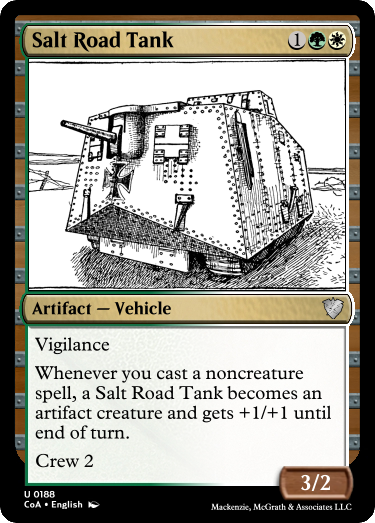 Salt Road Tank 1
Artifact — Vehicle
Vigilance
Whenever you cast a noncreature
spell, a Salt Road Tank becomes an
artifact creature and gets +1/+1 until
end of turn.
Crew 2
3/2
U 0188
CoA • English
Mackenzie, McGrath & Associates LLC